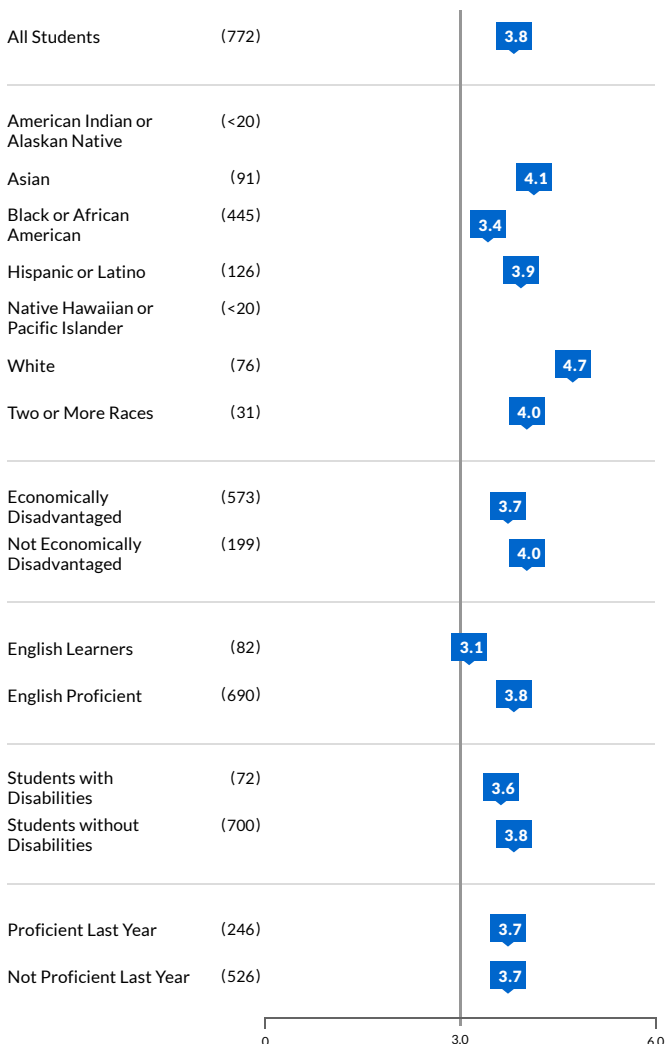 All Students (772) 3.8
American Indian or (<20)
Alaskan Native
Asian (91) 4.1
Black or African (445) 3.4
American
Hispanic or Latino (126) 3.9
Native Hawaiian or (<20)
Pacific Islander
White (76) 4.7
Two or More Races (31) 4.0
Economically (573) 3.7
Disadvantaged
Not Economically (199) 4.0
Disadvantaged
English Learners (82) 3.1
English Proficient (690) 3.8
Students with (72) 3.6
Disabilities
Students without (700) 3.8
Disabilities
Proficient Last Year (246) 3.7
Not Proficient Last Year (526) 3.7
0 3.0 6.0